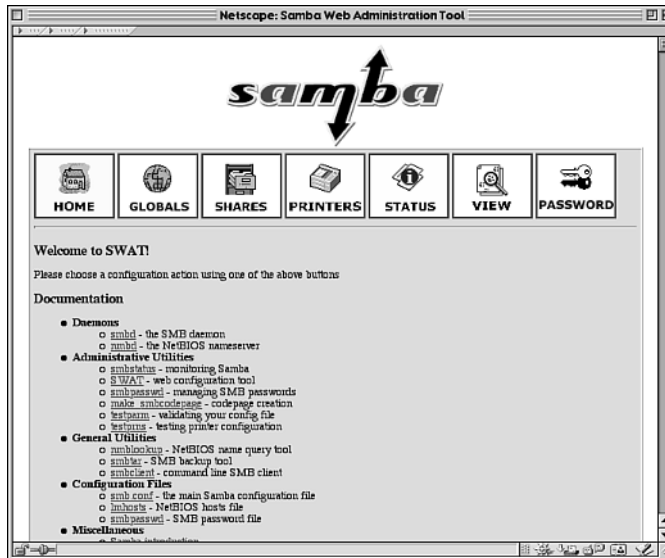 Netscape: Samba Web Administration Tool
samba
HOME GLOBALS SHARES PRINTERS STATUS VIEW PASSWORD
Welcome to SWAT!
Please choose a configuration action using one of the above buttons
Documentation
Daemons
smbd - the SMB daemon
nmbd - the NetBIOS nameserver
Administrative Utilities
smbstatus - monitoring Samba
SWAT - web configuration tool
smbpasswd - managing SMB passwords
make_smbcodepage - codepage creation
testparm - validating your config file
testprns - testing printer configuration
General Utilities
nmblookup - NetBIOS name query tool
smbtar - SMB backup tool
smbclient - command line SMB client
Configuration Files
smb.conf - the main Samba configuration file
lmhosts - NetBIOS hosts file
smbpasswd - SMB password file
Miscellaneous
Samba introduction